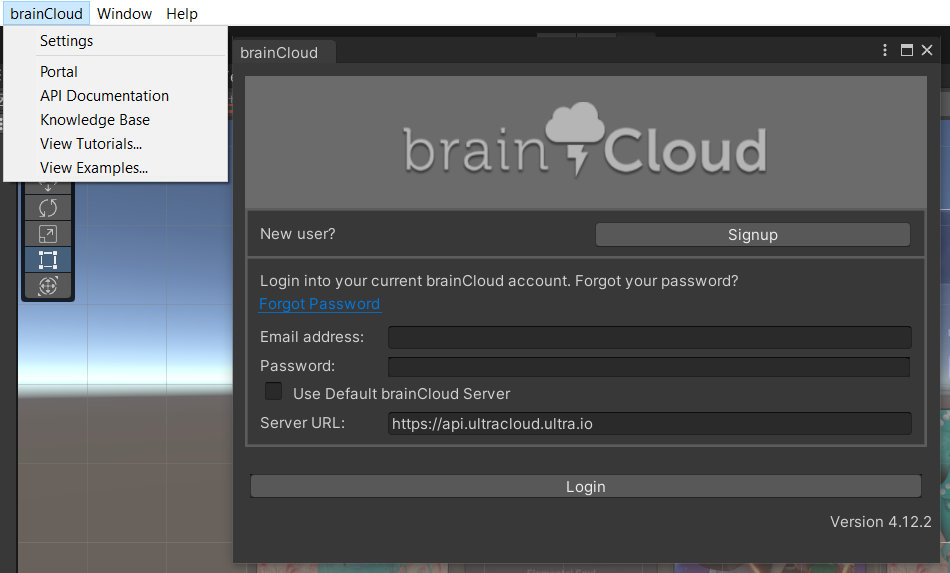 brainCloud Window Help
Settings
Portal
API Documentation
Knowledge Base
View Tutorials...
View Examples...
brainCloud
brainCloud
New user?
Signup
Login into your current brainCloud account. Forgot your password?
Forgot Password
Email address:
Password:
Use Default brainCloud Server
Server URL:
https://api.ultracloud.ultra.io
Login
Version 4.12.2